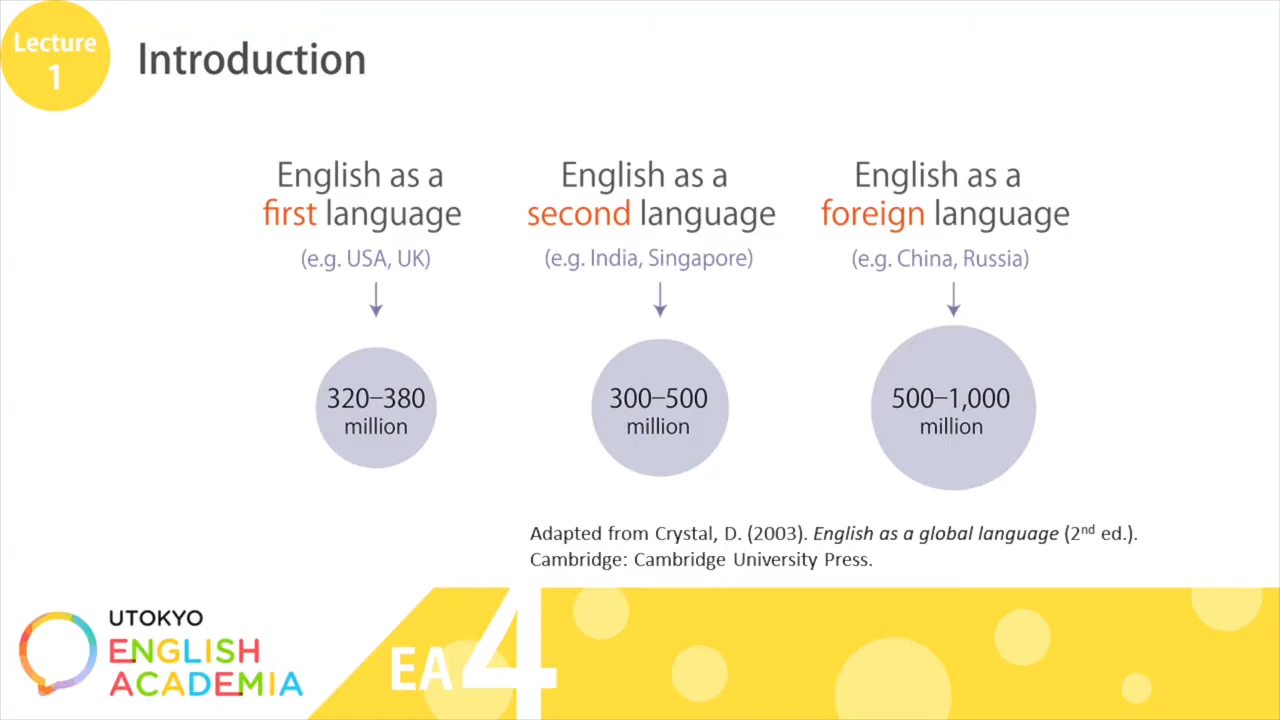 Lecture
1
Introduction
English as a
first language
(e.g. USA, UK)
320–380
million
English as a
second language
(e.g. India, Singapore)
300–500
million
English as a
foreign language
(e.g. China, Russia)
500–1,000
million
Adapted from Crystal, D. (2003). English as a global language (2nd ed.).
Cambridge: Cambridge University Press.
UTOKYO
ENGLISH
ACADEMIA
EA4